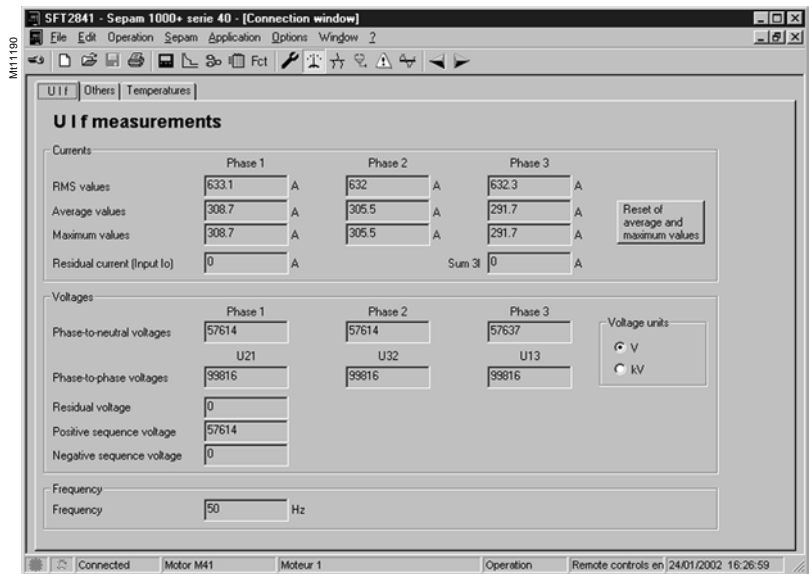 SFT2841 - Sepam 1000+ serie 40 - [Connection window]
File Edit Operation Sepam Application Options Window ?
Mt11190
Fct
U I f Others Temperatures
U I f measurements
Currents
Phase 1 Phase 2 Phase 3
RMS values 633.1 A 632 A 632.3 A
Average values 308.7 A 305.5 A 291.7 A
Maximum values 308.7 A 305.5 A 291.7 A
Reset of
average and
maximum values
Residual current (Input Io) 0 A Sum 3I 0 A
Voltages
Phase 1 Phase 2 Phase 3
Phase-to-neutral voltages 57614 57614 57637
U21 U32 U13
Phase-to-phase voltages 99816 99816 99816
Voltage units
V
kV
Residual voltage 0
Positive sequence voltage 57614
Negative sequence voltage 0
Frequency
Frequency 50 Hz
Connected Motor M41 Moteur 1 Operation Remote controls en 24/01/2002 16:26:59